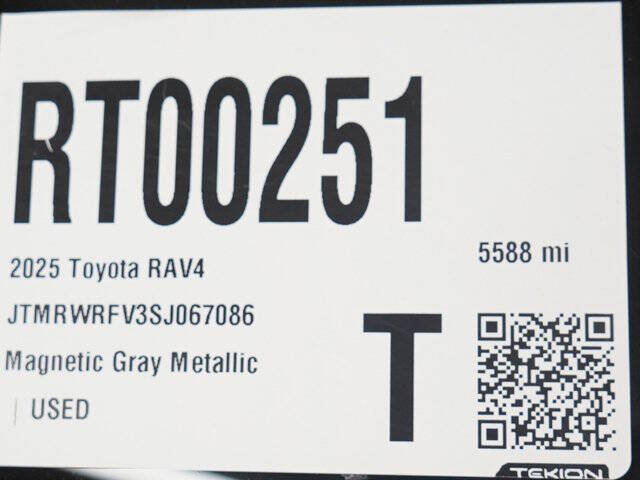 RT00251
2025 Toyota RAV4
5588 mi
JTMRWRFV3SJ067086
Magnetic Gray Metallic
| USED
T
TEKION